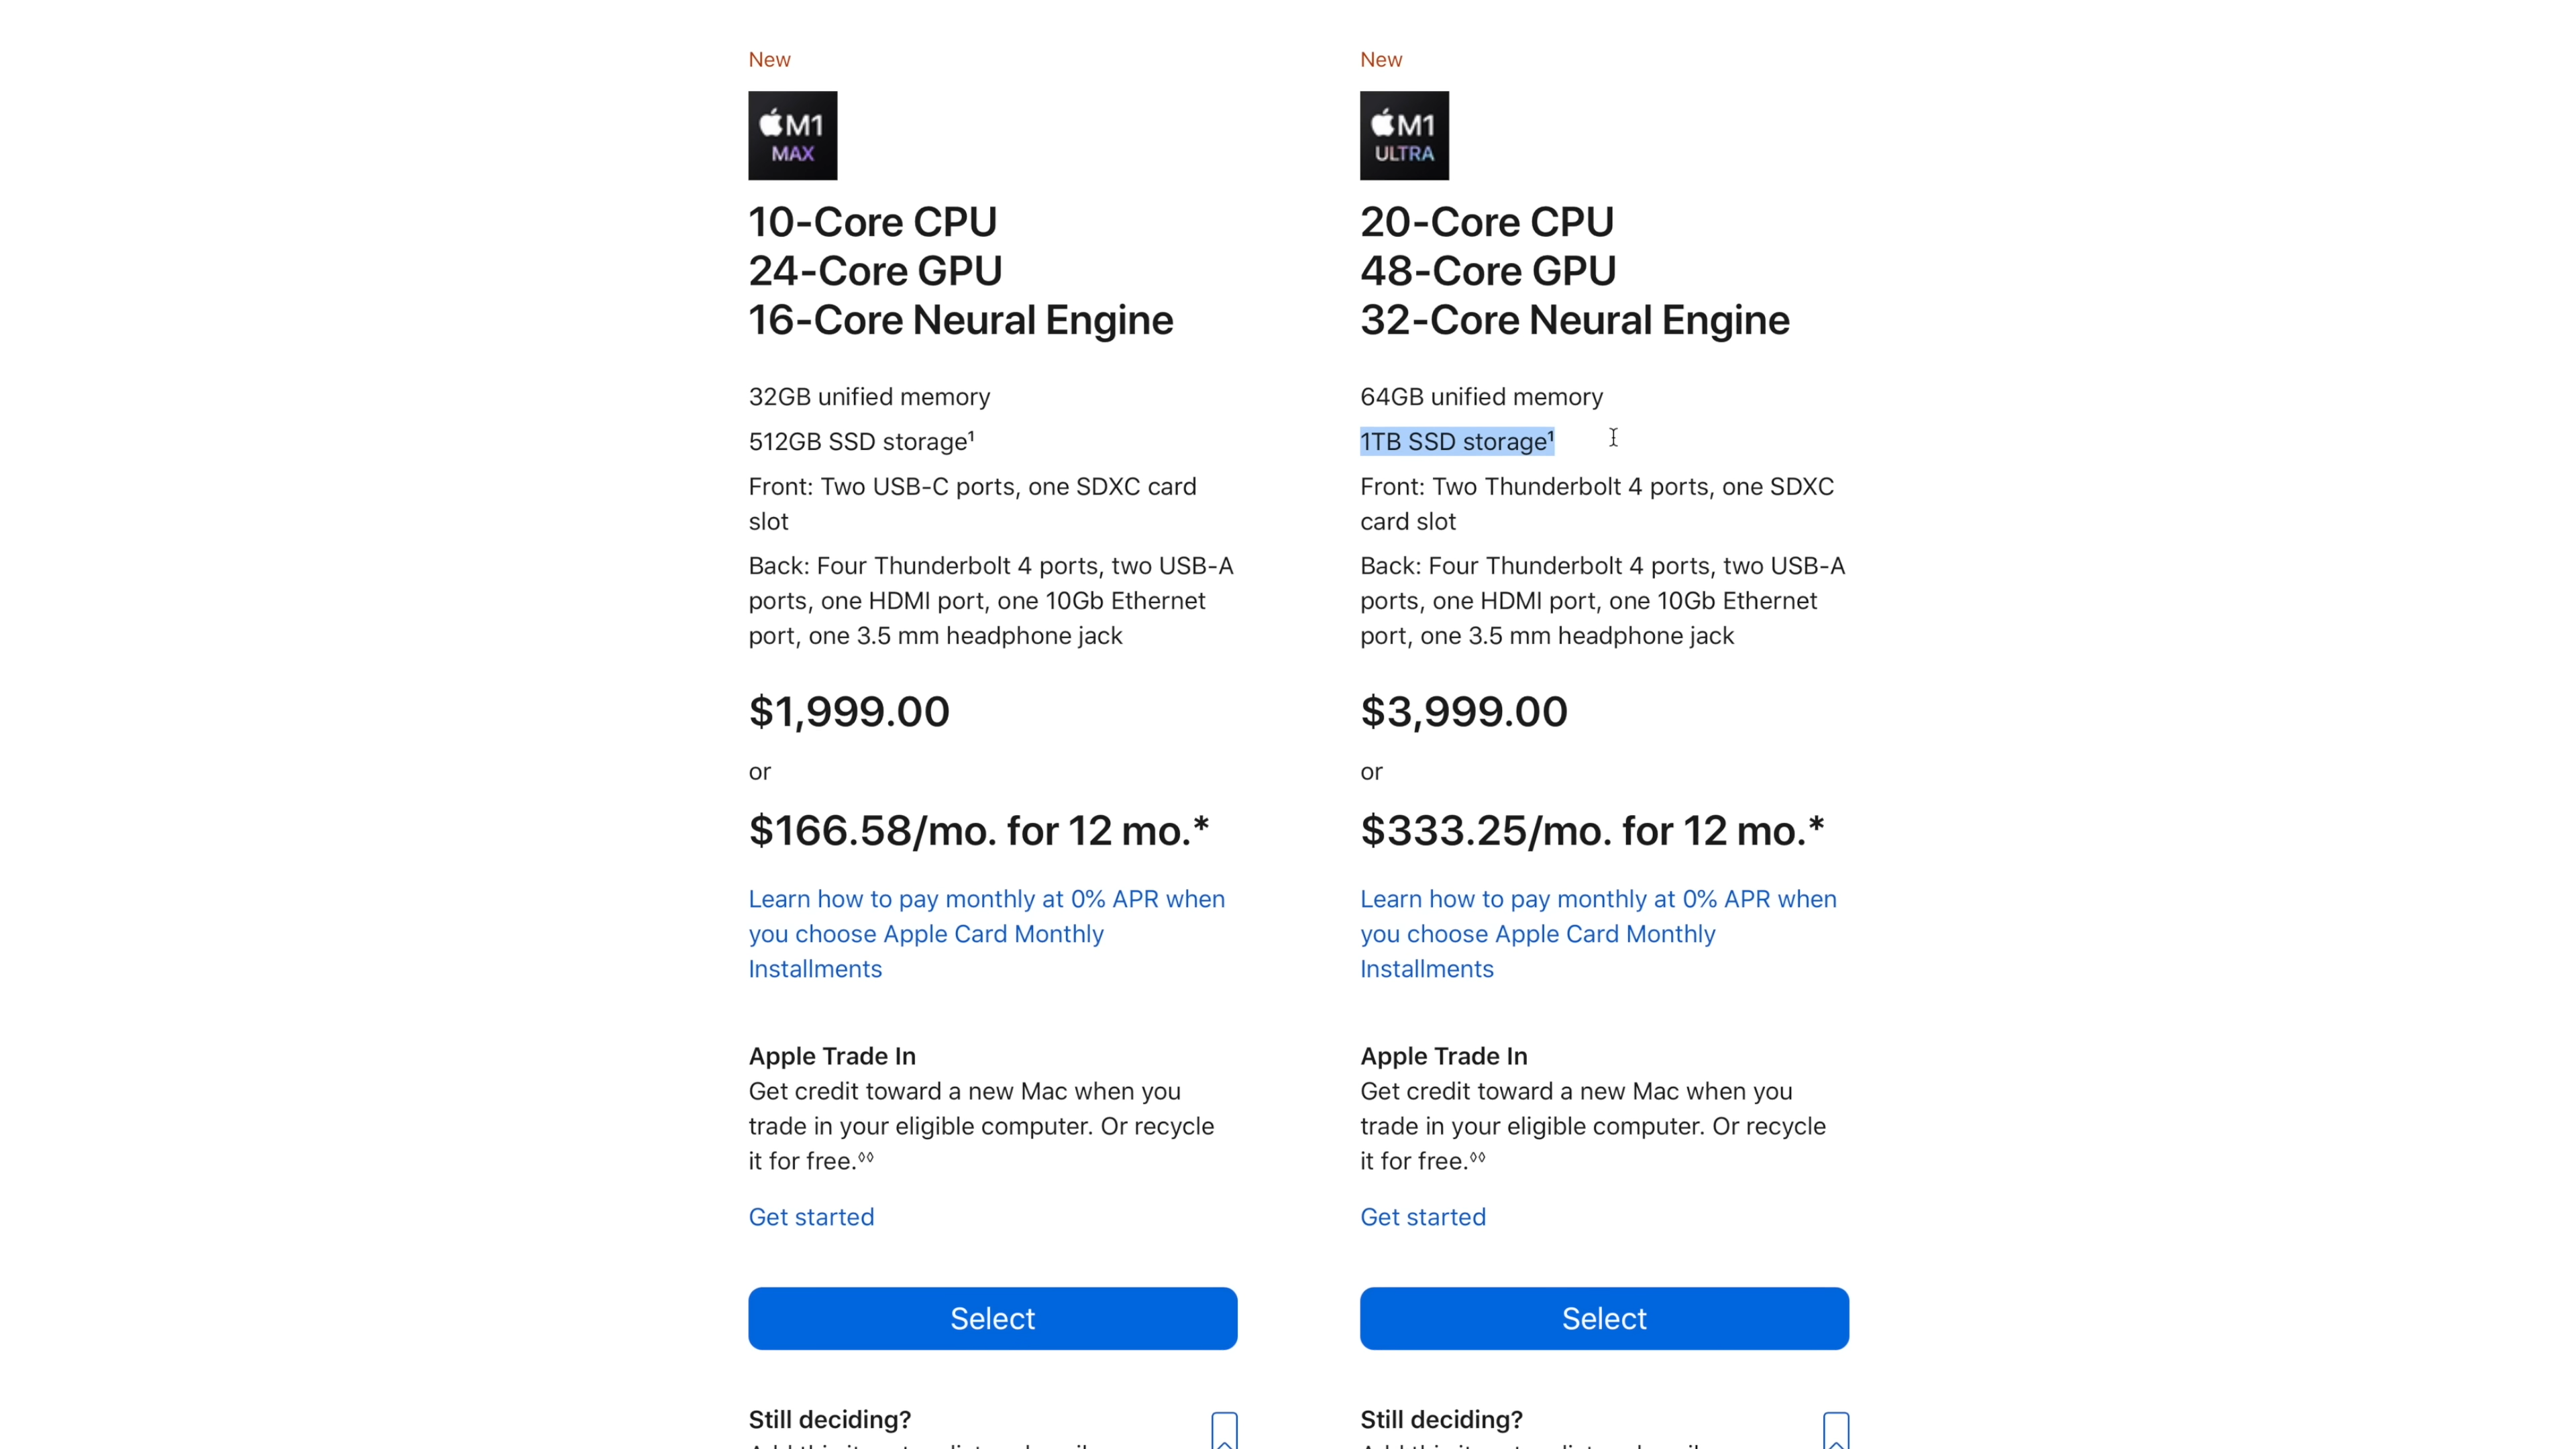 New
M1
MAX
10-Core CPU
24-Core GPU
16-Core Neural Engine
32GB unified memory
512GB SSD storage¹
Front: Two USB-C ports, one SDXC card
slot
Back: Four Thunderbolt 4 ports, two USB-A
ports, one HDMI port, one 10Gb Ethernet
port, one 3.5 mm headphone jack
$1,999.00
or
$166.58/mo. for 12 mo.*
Learn how to pay monthly at 0% APR when
you choose Apple Card Monthly
Installments
Apple Trade In
Get credit toward a new Mac when you
trade in your eligible computer. Or recycle
it for free.◊◊
Get started
Select
Still deciding?
New
M1
ULTRA
20-Core CPU
48-Core GPU
32-Core Neural Engine
64GB unified memory
1TB SSD storage¹
Front: Two Thunderbolt 4 ports, one SDXC
card slot
Back: Four Thunderbolt 4 ports, two USB-A
ports, one HDMI port, one 10Gb Ethernet
port, one 3.5 mm headphone jack
$3,999.00
or
$333.25/mo. for 12 mo.*
Learn how to pay monthly at 0% APR when
you choose Apple Card Monthly
Installments
Apple Trade In
Get credit toward a new Mac when you
trade in your eligible computer. Or recycle
it for free.◊◊
Get started
Select
Still deciding?